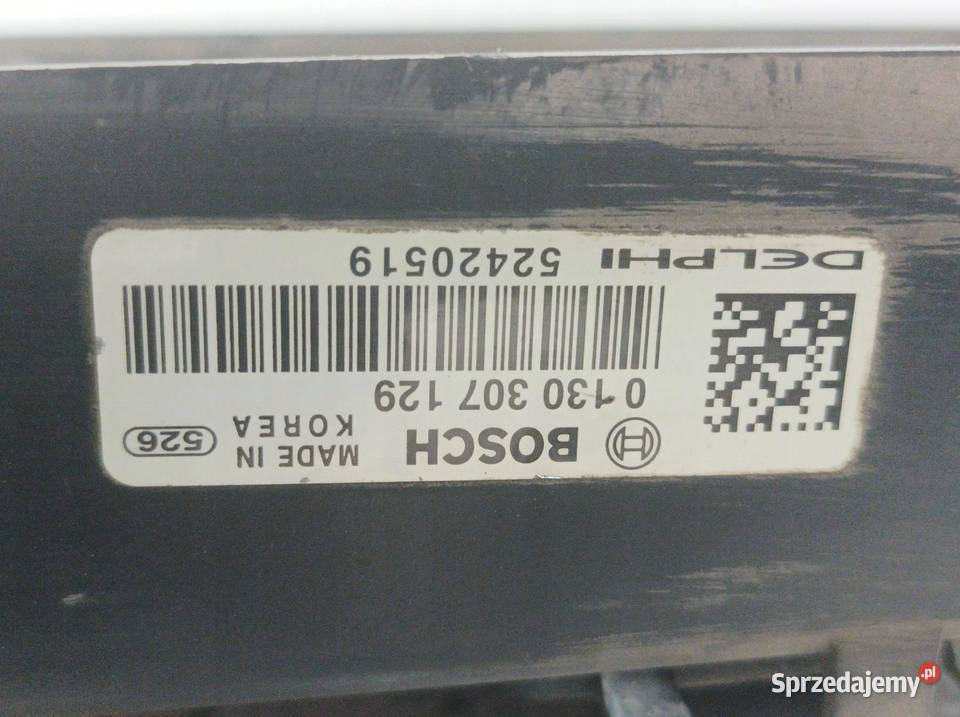 BOSCH MADE IN KOREA 526
0 130 307 129
DELPHI 52420519
Sprzedajemy.pl